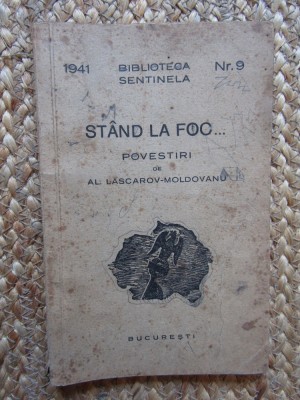 1941 BIBLIOTECA Nr. 9
SENTINELA
STÂND LA FOC...
POVESTIRI
DE
AL. LASCAROV-MOLDOVANU
BUCUREȘTI